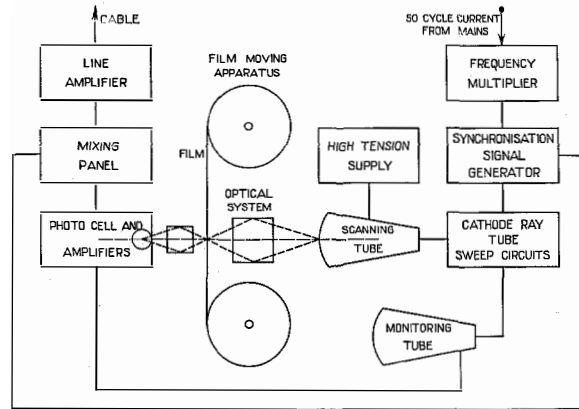 CABLE
50 CYCLE CURRENT
FROM MAINS
LINE
AMPLIFIER
FILM MOVING
APPARATUS
FREQUENCY
MULTIPLIER
MIXING
PANEL
FILM
HIGH TENSION
SUPPLY
SYNCHRONISATION
SIGNAL
GENERATOR
OPTICAL
SYSTEM
PHOTO CELL AND
AMPLIFIERS
SCANNING
TUBE
CATHODE RAY
TUBE
SWEEP CIRCUITS
MONITORING
TUBE